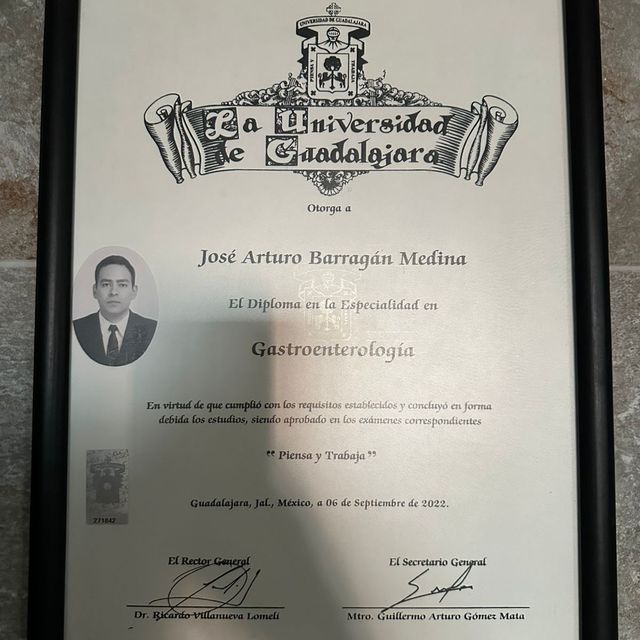 UNIVERSIDAD DE GUADALAJARA
PIENSA Y TRABAJA
La Universidad
de Guadalajara
Otorga a
José Arturo Barragán Medina
El Diploma en la Especialidad en
Gastroenterología
En virtud de que cumplió con los requisitos establecidos y concluyó en forma
debida los estudios, siendo aprobado en los exámenes correspondientes
“ Piensa y Trabaja ”
Guadalajara, Jal., México, a 06 de Septiembre de 2022.
271842
El Rector General
El Secretario General
Dr. Ricardo Villanueva Lomelí
Mtro. Guillermo Arturo Gómez Mata